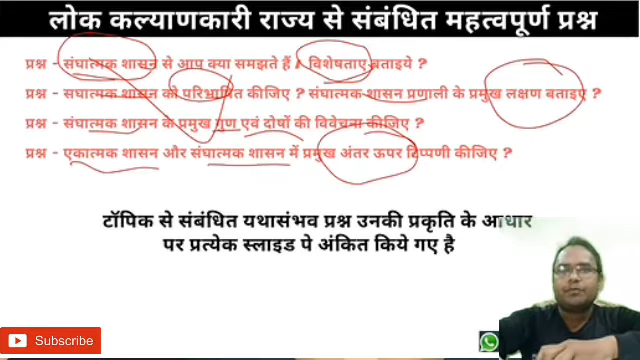 लोक कल्याणकारी राज्य से संबंधित महत्वपूर्ण प्रश्न
प्रश्न - संघात्मक शासन से आप क्या समझते हैं / विशेषताए बताइये ?
प्रश्न - संघात्मक शासन को परिभाषित कीजिए ? संघात्मक शासन प्रणाली के प्रमुख लक्षण बताइए ?
प्रश्न - संघात्मक शासन के प्रमुख गुण एवं दोषों की विवेचना कीजिए ?
प्रश्न - एकात्मक शासन और संघात्मक शासन में प्रमुख अंतर ऊपर टिप्पणी कीजिए ?
टॉपिक से संबंधित यथासंभव प्रश्न उनकी प्रकृति के आधार
पर प्रत्येक स्लाइड पे अंकित किये गए है
Subscribe